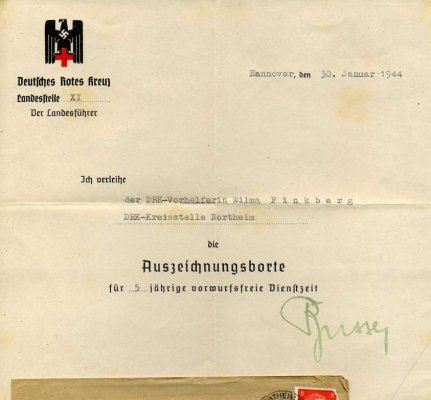 Deutsches Rotes Kreuz
Landesstelle XI
Der Landesführer
Hannover, den 30. Januar 1944
Ich verleihe
der DRK-Vorhelferin Wilma Finkberg
DRK-Kreisstelle Northeim
die
Auszeichnungsborte
für 5 jährige vorwurfsfreie Dienstzeit